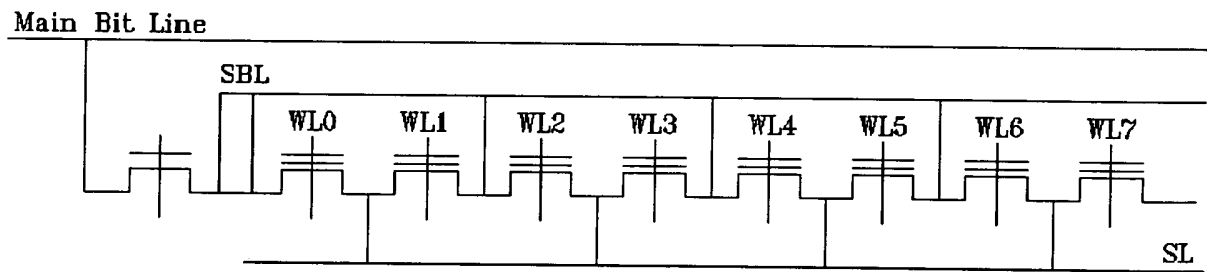 Main Bit Line
SBL
WL0 WL1 WL2 WL3 WL4 WL5 WL6 WL7
SL